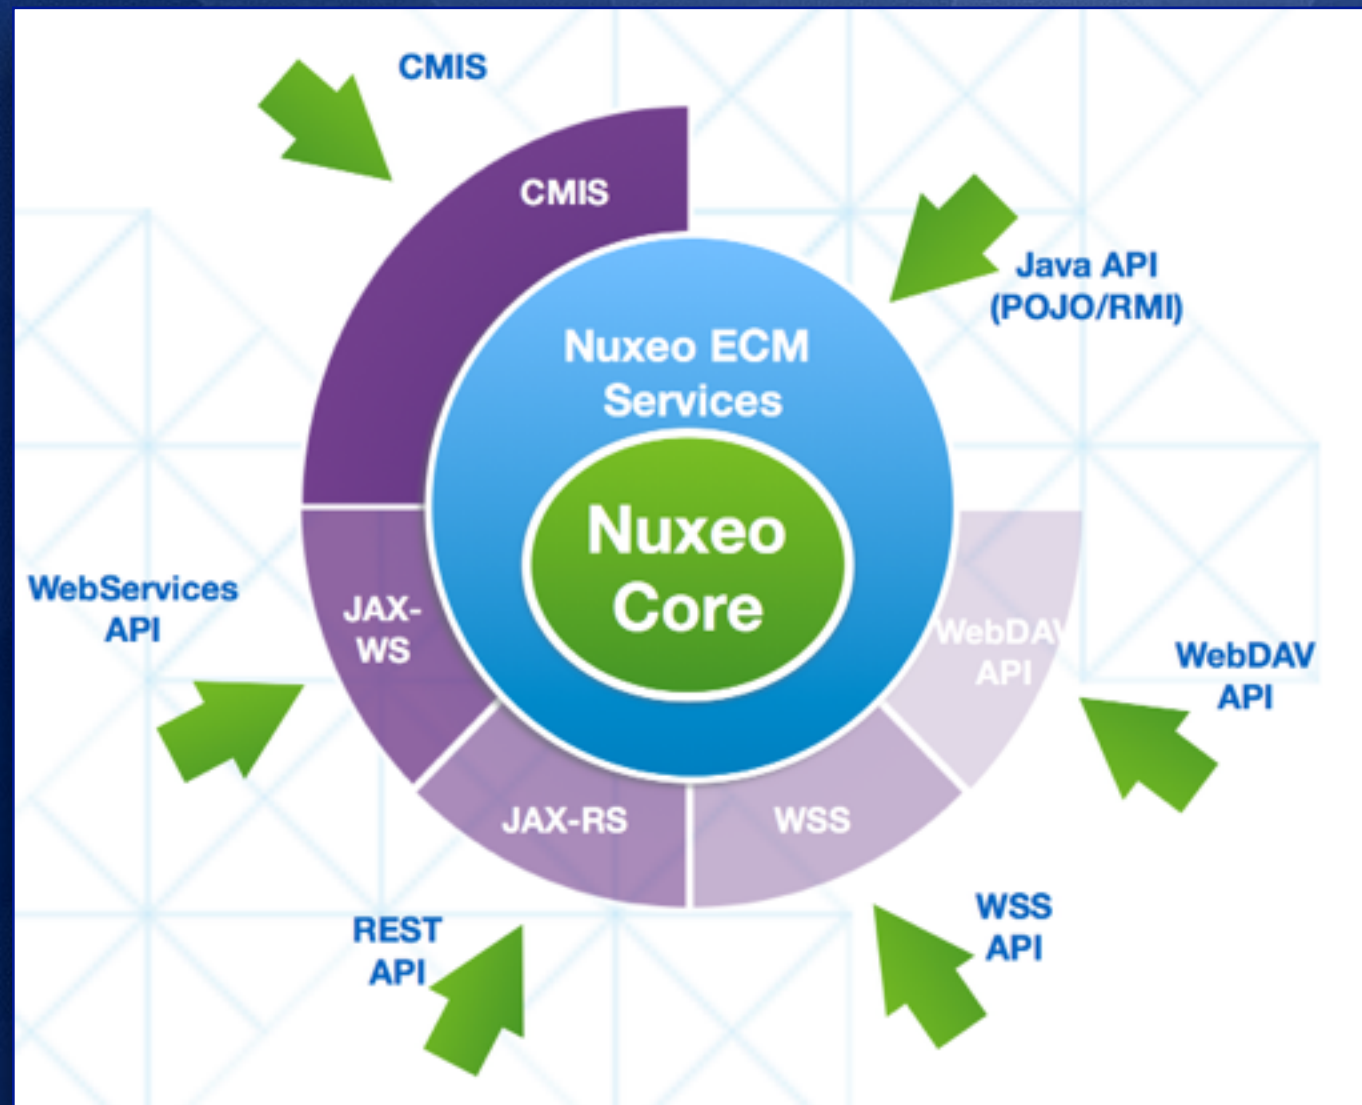 CMIS
CMIS
Java API
(POJO/RMI)
Nuxeo ECM
Services
Nuxeo
Core
WebServices
API
JAX-
WS
WebDAV
API
WebDAV
API
JAX-RS
WSS
REST
API
WSS
API